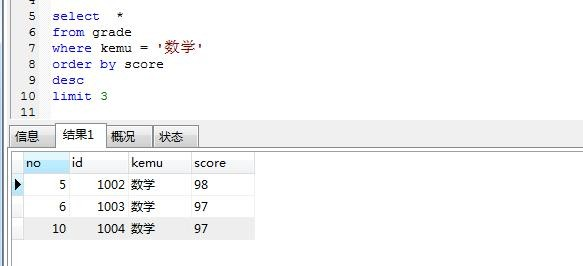 5 select  *
6 from grade
7 where kemu = '数学'
8 order by score
9 desc
10 limit 3
11
信息 结果1 概况 状态
no id kemu score
5 1002 数学 98
6 1003 数学 97
10 1004 数学 97